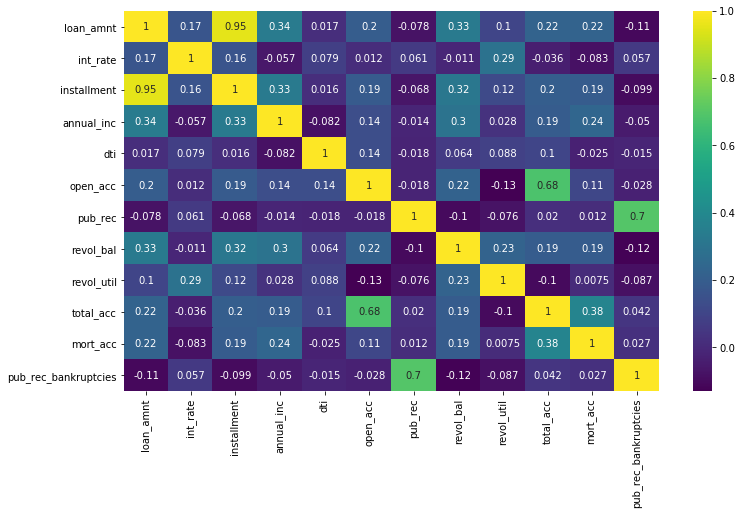 loan_amnt 1 0.17 0.95 0.34 0.017 0.2 -0.078 0.33 0.1 0.22 0.22 -0.11
int_rate 0.17 1 0.16 -0.057 0.079 0.012 0.061 -0.011 0.29 -0.036 -0.083 0.057
installment 0.95 0.16 1 0.33 0.016 0.19 -0.068 0.32 0.12 0.2 0.19 -0.099
annual_inc 0.34 -0.057 0.33 1 -0.082 0.14 -0.014 0.3 0.028 0.19 0.24 -0.05
dti 0.017 0.079 0.016 -0.082 1 0.14 -0.018 0.064 0.088 0.1 -0.025 -0.015
open_acc 0.2 0.012 0.19 0.14 0.14 1 -0.018 0.22 -0.13 0.68 0.11 -0.028
pub_rec -0.078 0.061 -0.068 -0.014 -0.018 -0.018 1 -0.1 -0.076 0.02 0.012 0.7
revol_bal 0.33 -0.011 0.32 0.3 0.064 0.22 -0.1 1 0.23 0.19 0.19 -0.12
revol_util 0.1 0.29 0.12 0.028 0.088 -0.13 -0.076 0.23 1 -0.1 0.0075 -0.087
total_acc 0.22 -0.036 0.2 0.19 0.1 0.68 0.02 0.19 -0.1 1 0.38 0.042
mort_acc 0.22 -0.083 0.19 0.24 -0.025 0.11 0.012 0.19 0.0075 0.38 1 0.027
pub_rec_bankruptcies -0.11 0.057 -0.099 -0.05 -0.015 -0.028 0.7 -0.12 -0.087 0.042 0.027 1
loan_amnt
int_rate
installment
annual_inc
dti
open_acc
pub_rec
revol_bal
revol_util
total_acc
mort_acc
pub_rec_bankruptcies
1.0
0.8
0.6
0.4
0.2
0.0